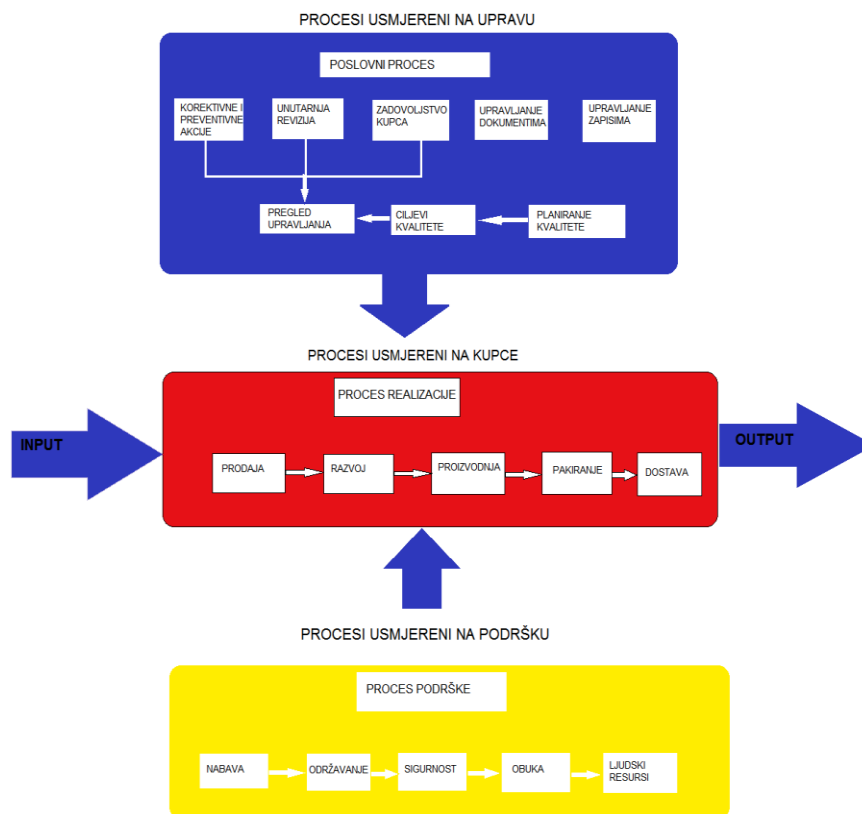 PROCESI USMJERENI NA UPRAVU
POSLOVNI PROCES
KOREKTIVNE I
PREVENTIVNE
AKCIJE
UNUTARNJA
REVIZIJA
ZADOVOLJSTVO
KUPCA
UPRAVLJANJE
DOKUMENTIMA
UPRAVLJANJE
ZAPISIMA
PREGLED
UPRAVLJANJA
CILJEVI
KVALITETE
PLANIRANJE
KVALITETE
PROCESI USMJERENI NA KUPCE
PROCES REALIZACIJE
INPUT
OUTPUT
PRODAJA
RAZVOJ
PROIZVODNJA
PAKIRANJE
DOSTAVA
PROCESI USMJERENI NA PODRŠKU
PROCES PODRŠKE
NABAVA
ODRŽAVANJE
SIGURNOST
OBUKA
LJUDSKI
RESURSI